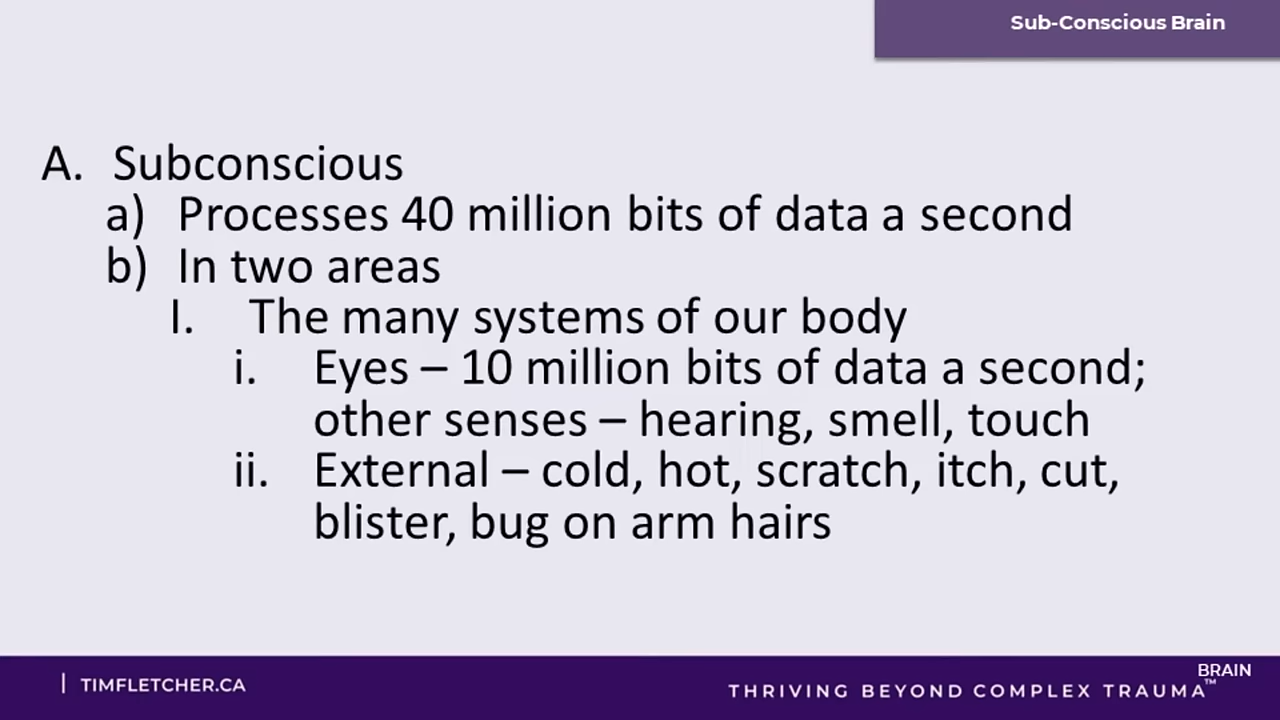 Sub-Conscious Brain
A. Subconscious
a) Processes 40 million bits of data a second
b) In two areas
I. The many systems of our body
i. Eyes – 10 million bits of data a second;
other senses – hearing, smell, touch
ii. External – cold, hot, scratch, itch, cut,
blister, bug on arm hairs
| TIMFLETCHER.CA
THRIVING BEYOND COMPLEX TRAUMA™
BRAIN